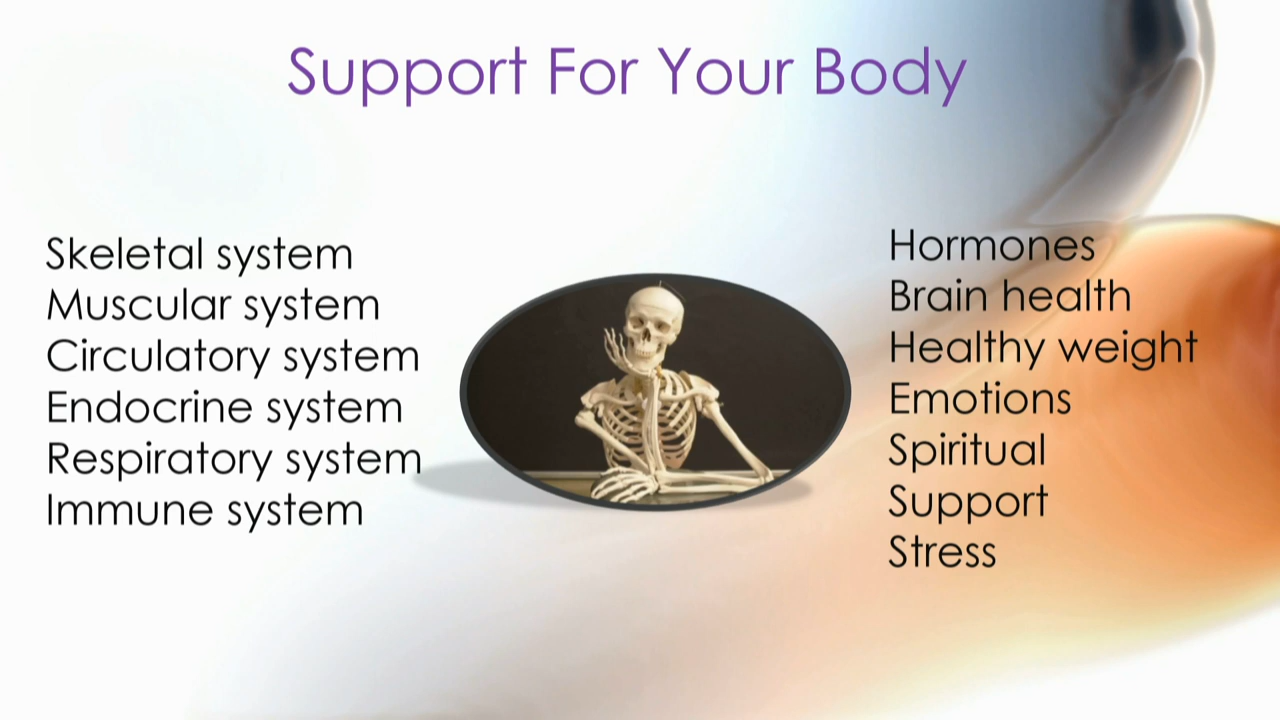 Support For Your Body
Skeletal system
Muscular system
Circulatory system
Endocrine system
Respiratory system
Immune system
Hormones
Brain health
Healthy weight
Emotions
Spiritual
Support
Stress